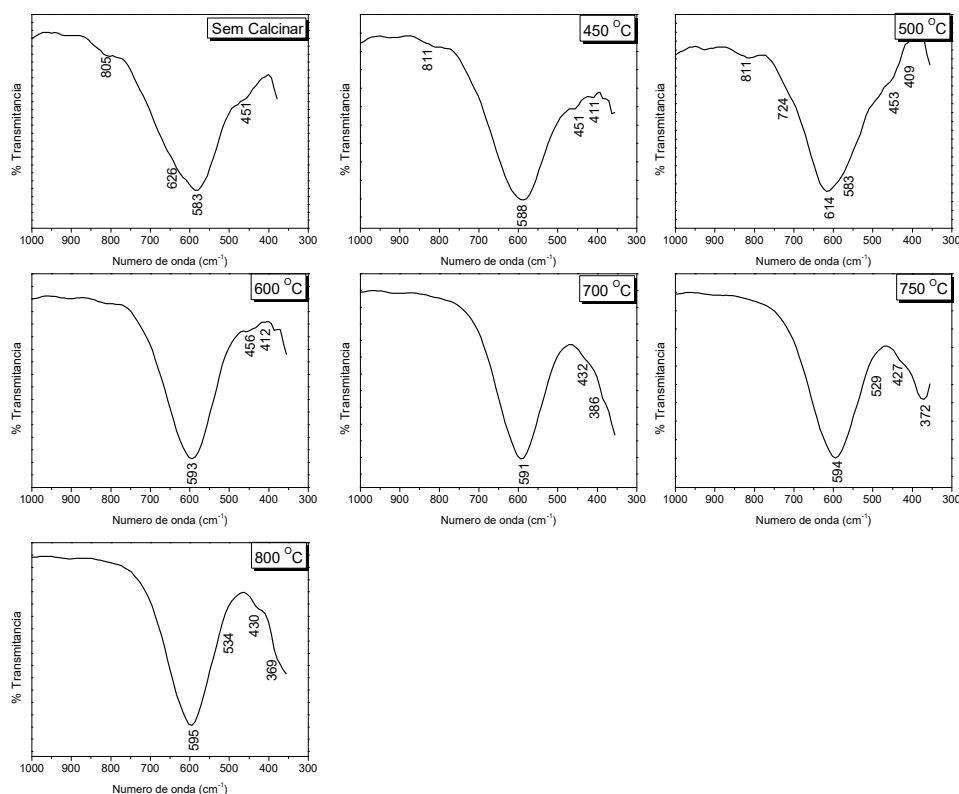 Sem Calcinar
% Transmitancia
805
626
583
451
1000 900 800 700 600 500 400 300
Numero de onda (cm⁻¹)
450 °C
% Transmitancia
811
588
451
411
1000 900 800 700 600 500 400 300
Numero de onda (cm⁻¹)
500 °C
% Transmitancia
811
724
614
583
453
409
1000 900 800 700 600 500 400 300
Numero de onda (cm⁻¹)
600 °C
% Transmitancia
593
456
412
1000 900 800 700 600 500 400 300
Numero de onda (cm⁻¹)
700 °C
% Transmitancia
591
432
386
1000 900 800 700 600 500 400 300
Numero de onda (cm⁻¹)
750 °C
% Transmitancia
594
529
427
372
1000 900 800 700 600 500 400 300
Numero de onda (cm⁻¹)
800 °C
% Transmitancia
595
534
430
369
1000 900 800 700 600 500 400 300
Numero de onda (cm⁻¹)